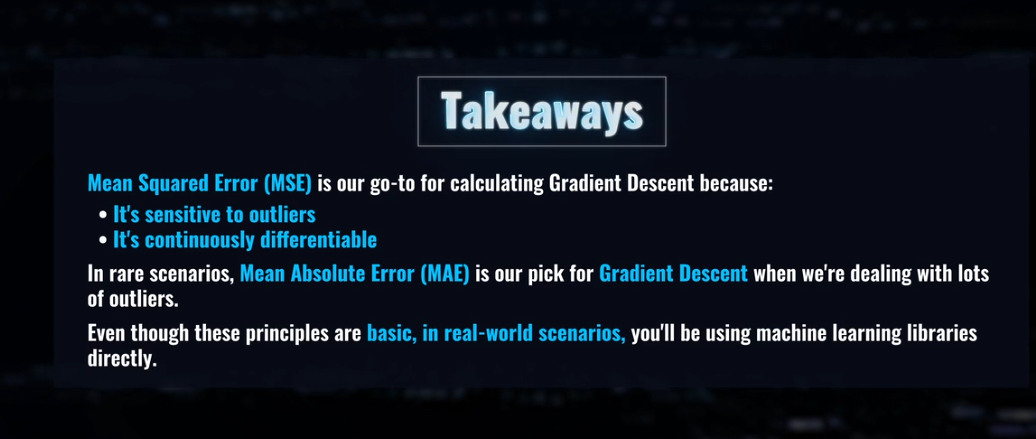 Takeaways
Mean Squared Error (MSE) is our go-to for calculating Gradient Descent because:
• It's sensitive to outliers
• It's continuously differentiable
In rare scenarios, Mean Absolute Error (MAE) is our pick for Gradient Descent when we're dealing with lots
of outliers.
Even though these principles are basic, in real-world scenarios, you'll be using machine learning libraries
directly.